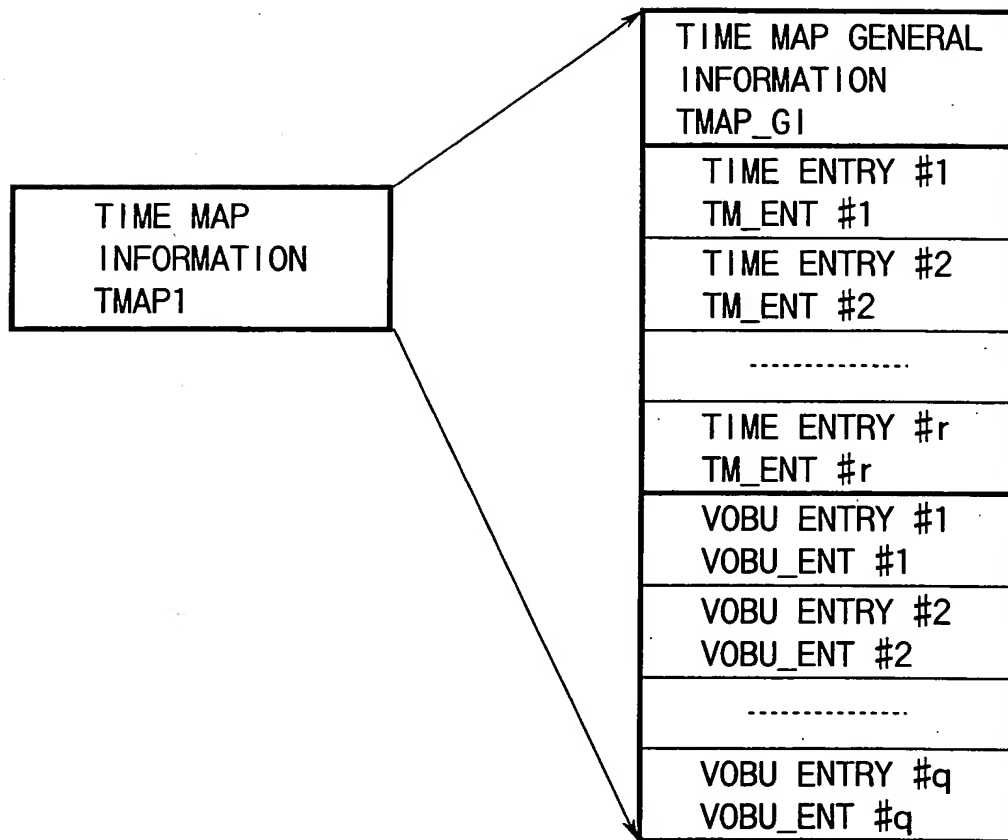 TIME MAP
INFORMATION
TMAP1
TIME MAP GENERAL
INFORMATION
TMAP_GI
TIME ENTRY #1
TM_ENT #1
TIME ENTRY #2
TM_ENT #2
TIME ENTRY #r
TM_ENT #r
VOBU ENTRY #1
VOBU_ENT #1
VOBU ENTRY #2
VOBU_ENT #2
VOBU ENTRY #q
VOBU_ENT #q